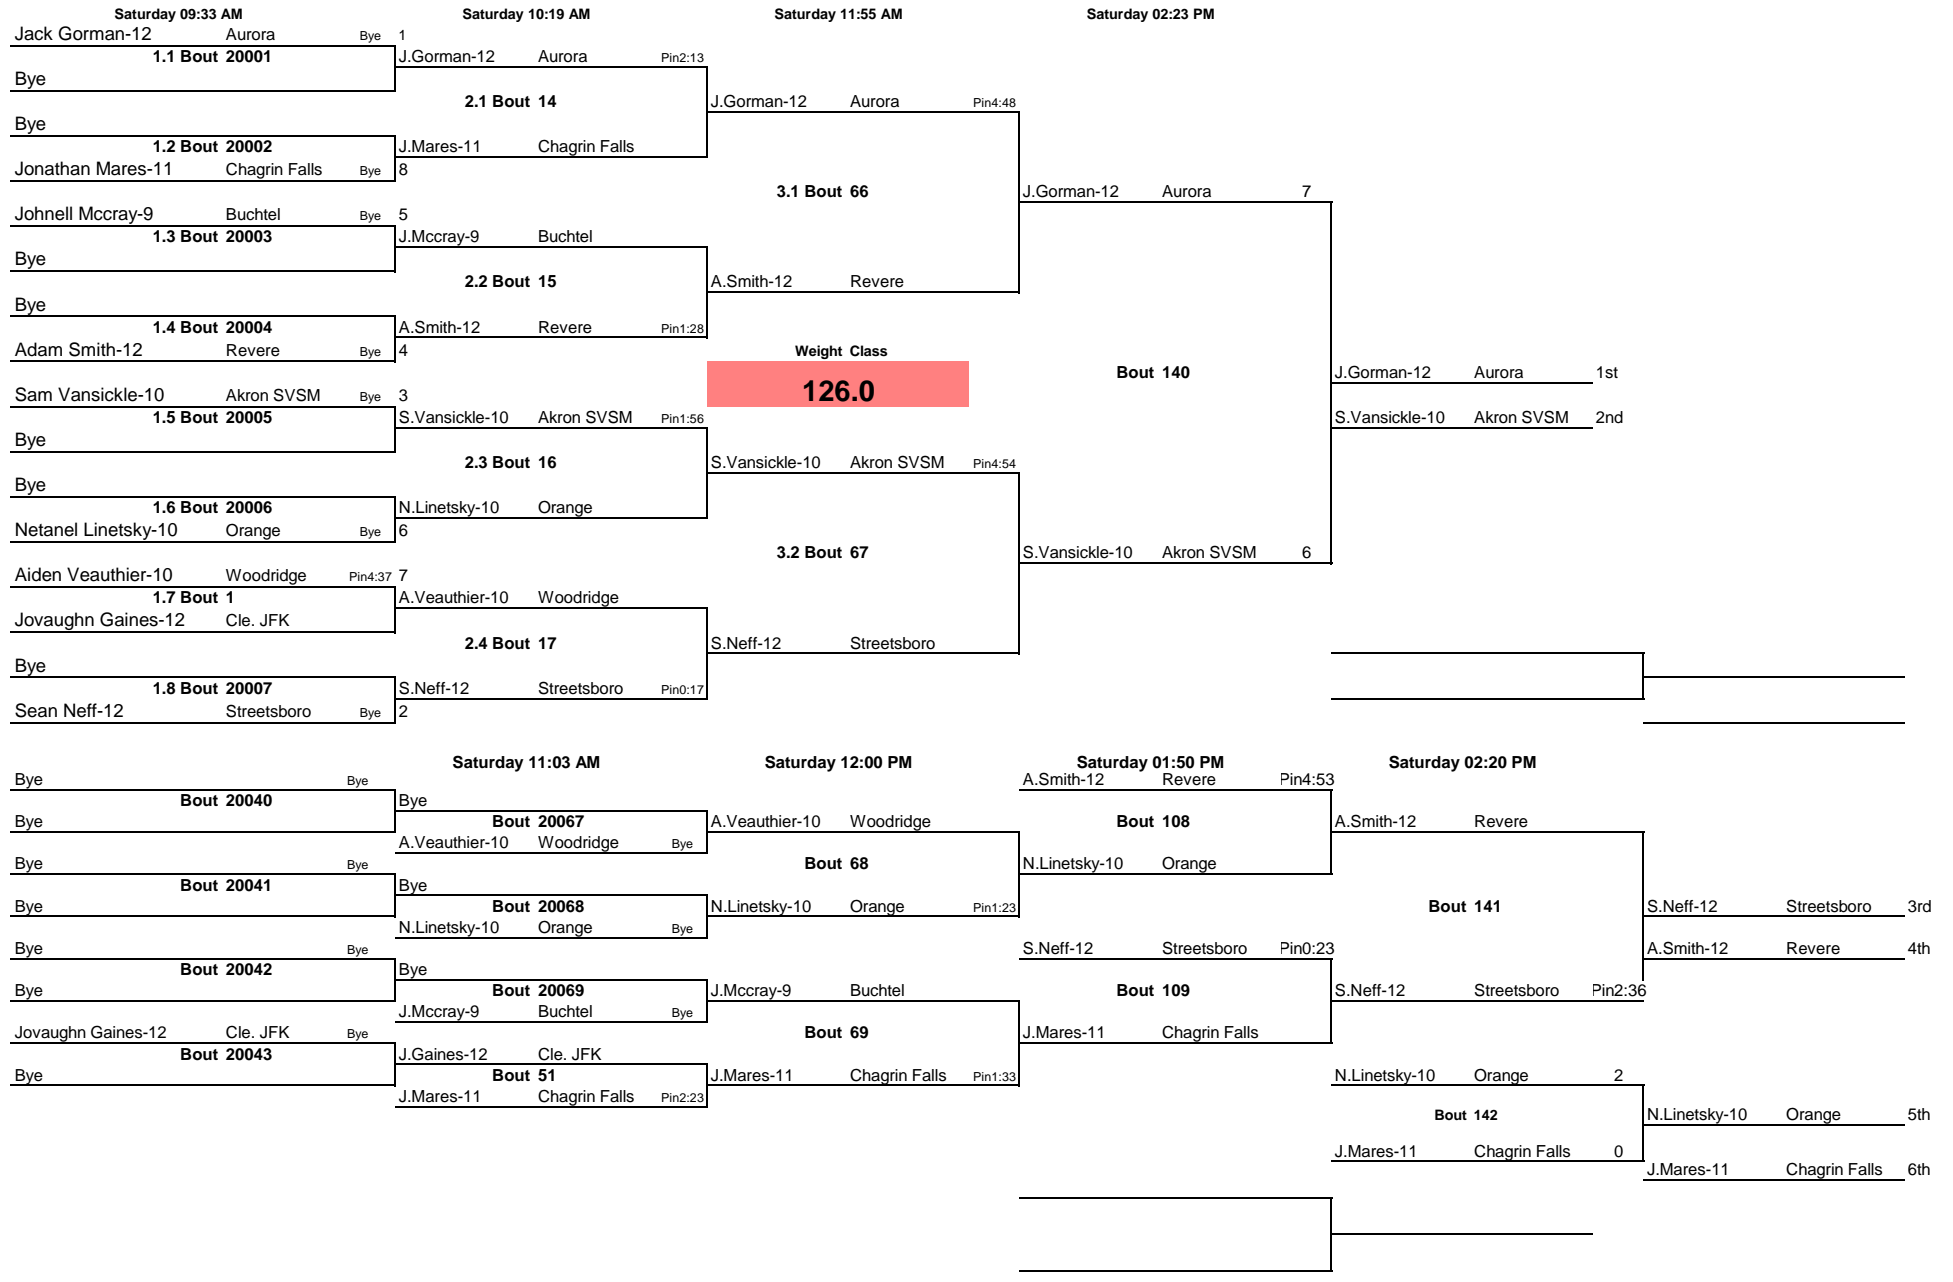 Saturday 09:33 AM Saturday 10:19 AM Saturday 11:55 AM Saturday 02:23 PM
Jack Gorman-12 Aurora Bye 1
1.1 Bout 20001 J.Gorman-12 Aurora Pin2:13
Bye
2.1 Bout 14 J.Gorman-12 Aurora Pin4:48
Bye
1.2 Bout 20002 J.Mares-11 Chagrin Falls
Jonathan Mares-11 Chagrin Falls Bye 8
3.1 Bout 66 J.Gorman-12 Aurora 7
Johnell Mccray-9 Buchtel Bye 5
1.3 Bout 20003 J.Mccray-9 Buchtel
Bye
2.2 Bout 15 A.Smith-12 Revere
Bye
1.4 Bout 20004 A.Smith-12 Revere Pin1:28
Adam Smith-12 Revere Bye 4 Weight Class
Bout 140 J.Gorman-12 Aurora 1st
Sam Vansickle-10 Akron SVSM Bye 3 126.0
1.5 Bout 20005 S.Vansickle-10 Akron SVSM Pin1:56 S.Vansickle-10 Akron SVSM 2nd
Bye
2.3 Bout 16 S.Vansickle-10 Akron SVSM Pin4:54
Bye
1.6 Bout 20006 N.Linetsky-10 Orange
Netanel Linetsky-10 Orange Bye 6
3.2 Bout 67 S.Vansickle-10 Akron SVSM 6
Aiden Veauthier-10 Woodridge Pin4:37 7
1.7 Bout 1 A.Veauthier-10 Woodridge
Jovaughn Gaines-12 Cle. JFK
2.4 Bout 17 S.Neff-12 Streetsboro
Bye
1.8 Bout 20007 S.Neff-12 Streetsboro Pin0:17
Sean Neff-12 Streetsboro Bye 2
Saturday 11:03 AM Saturday 12:00 PM Saturday 01:50 PM Saturday 02:20 PM
Bye Bye A.Smith-12 Revere Pin4:53
Bout 20040 Bye
Bye Bout 20067 A.Veauthier-10 Woodridge Bout 108 A.Smith-12 Revere
A.Veauthier-10 Woodridge Bye
Bye Bye Bout 68 N.Linetsky-10 Orange
Bout 20041 Bye
Bye Bout 20068 N.Linetsky-10 Orange Pin1:23 Bout 141 S.Neff-12 Streetsboro 3rd
N.Linetsky-10 Orange Bye
Bye Bye S.Neff-12 Streetsboro Pin0:23 A.Smith-12 Revere 4th
Bout 20042 Bye
Bye Bout 20069 J.Mccray-9 Buchtel Bout 109 S.Neff-12 Streetsboro Pin2:36
J.Mccray-9 Buchtel Bye
Jovaughn Gaines-12 Cle. JFK Bye Bout 69 J.Mares-11 Chagrin Falls
Bout 20043 J.Gaines-12 Cle. JFK
Bye Bout 51 J.Mares-11 Chagrin Falls Pin1:33 N.Linetsky-10 Orange 2
J.Mares-11 Chagrin Falls Pin2:23
Bout 142 N.Linetsky-10 Orange 5th
J.Mares-11 Chagrin Falls 0
J.Mares-11 Chagrin Falls 6th